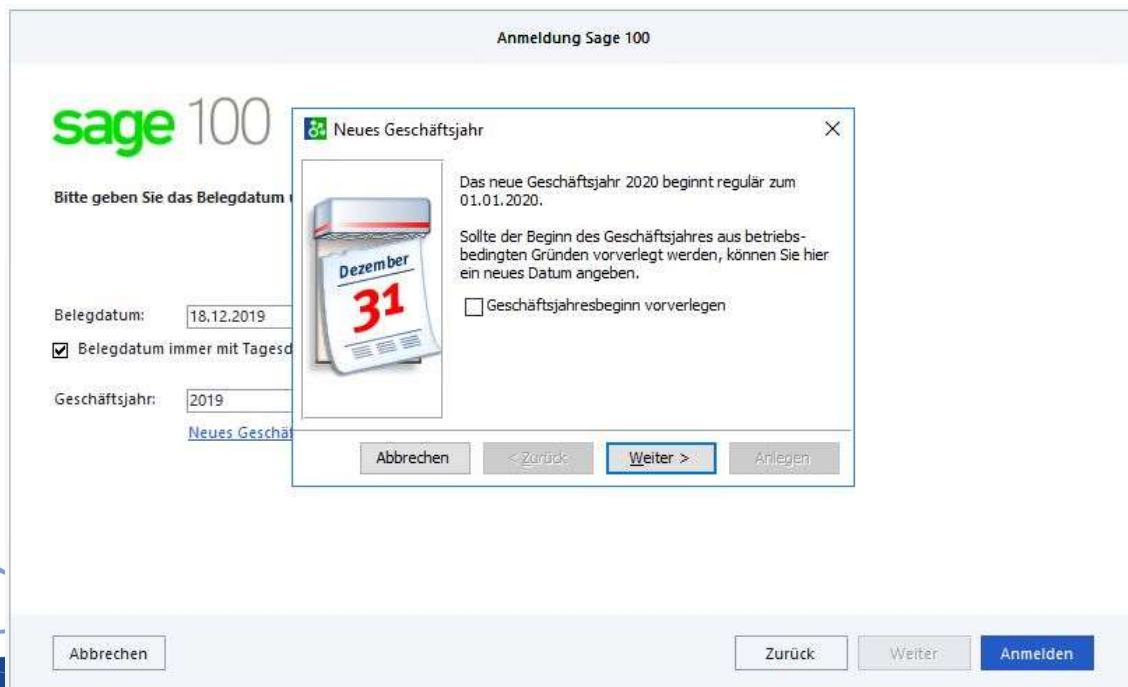 Anmeldung Sage 100
sage 100
Bitte geben Sie das Belegdatum
Belegdatum: 18.12.2019
Belegdatum immer mit Tagesd
Geschäftsjahr: 2019
Neues Geschäf
Neues Geschäftsjahr
Dezember
31
Das neue Geschäftsjahr 2020 beginnt regulär zum
01.01.2020.
Sollte der Beginn des Geschäftsjahres aus betriebs-
bedingten Gründen vorverlegt werden, können Sie hier
ein neues Datum angeben.
Geschäftsjahresbeginn vorverlegen
Abbrechen < Zurück Weiter > Anlegen
Abbrechen Zurück Weiter Anmelden